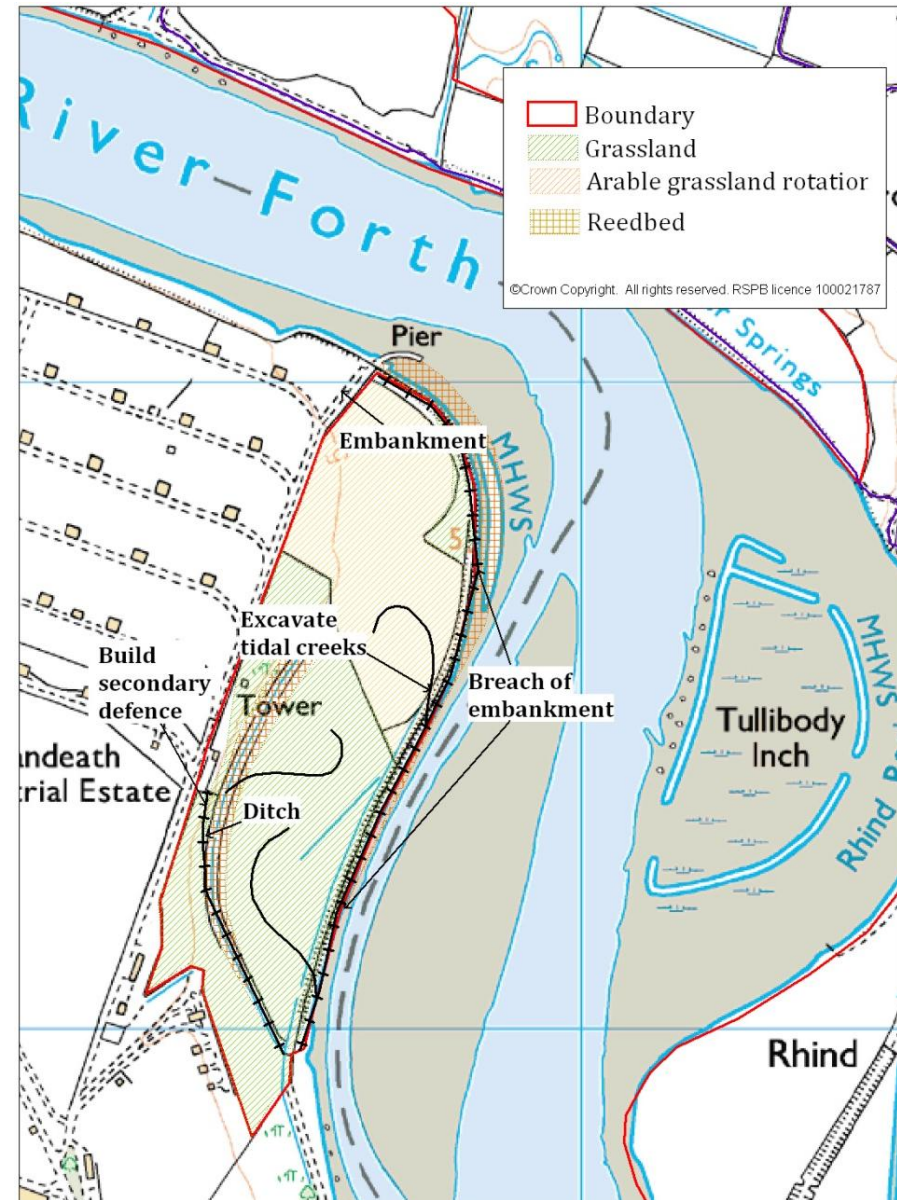 River Forth
Boundary
Grassland
Arable grassland rotation
Reedbed
©Crown Copyright. All rights reserved. RSPB licence 100021787
Springs
Pier
Embankment
MHWS
5
Excavate
tidal creeks
Build
secondary
defence
Tower
Breach of
embankment
Tullibody
Inch
MHWS
andeath
trial Estate
Ditch
Rhind
Rhind